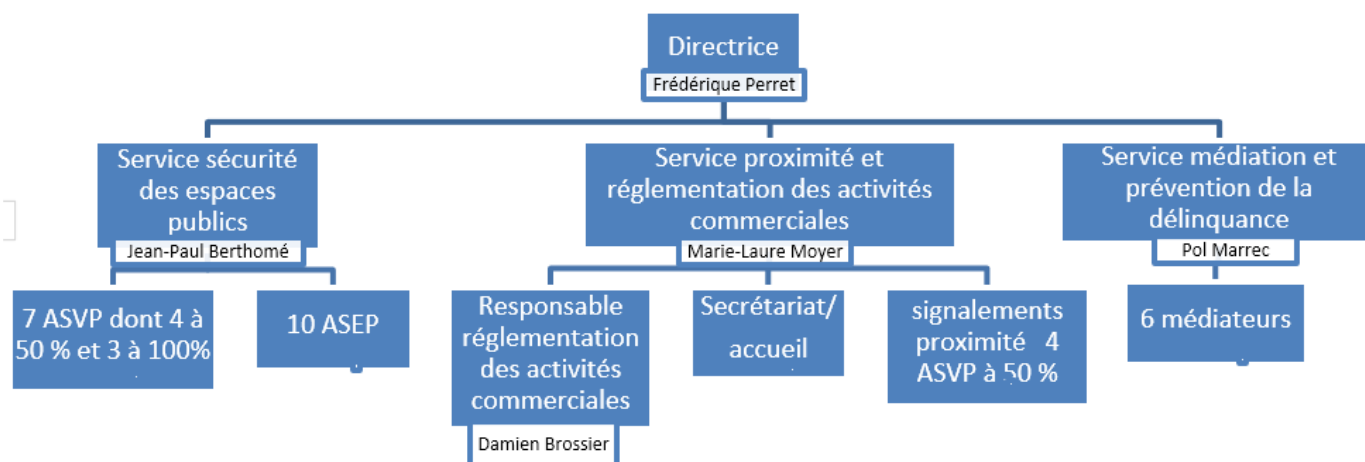 Directrice
Frédérique Perret
Service sécurité
des espaces
publics
Jean-Paul Berthomé
Service proximité et
réglementation des activités
commerciales
Marie-Laure Moyer
Service médiation et
prévention de la
délinquance
Pol Marrec
7 ASVP dont 4 à
50 % et 3 à 100%
10 ASEP
Responsable
réglementation
des activités
commerciales
Damien Brossier
Secrétariat/
accueil
signalements
proximité 4
ASVP à 50 %
6 médiateurs